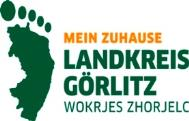 MEIN ZUHAUSE
LANDKREIS
GÖRLITZ
WOKRJES ZHORJELC